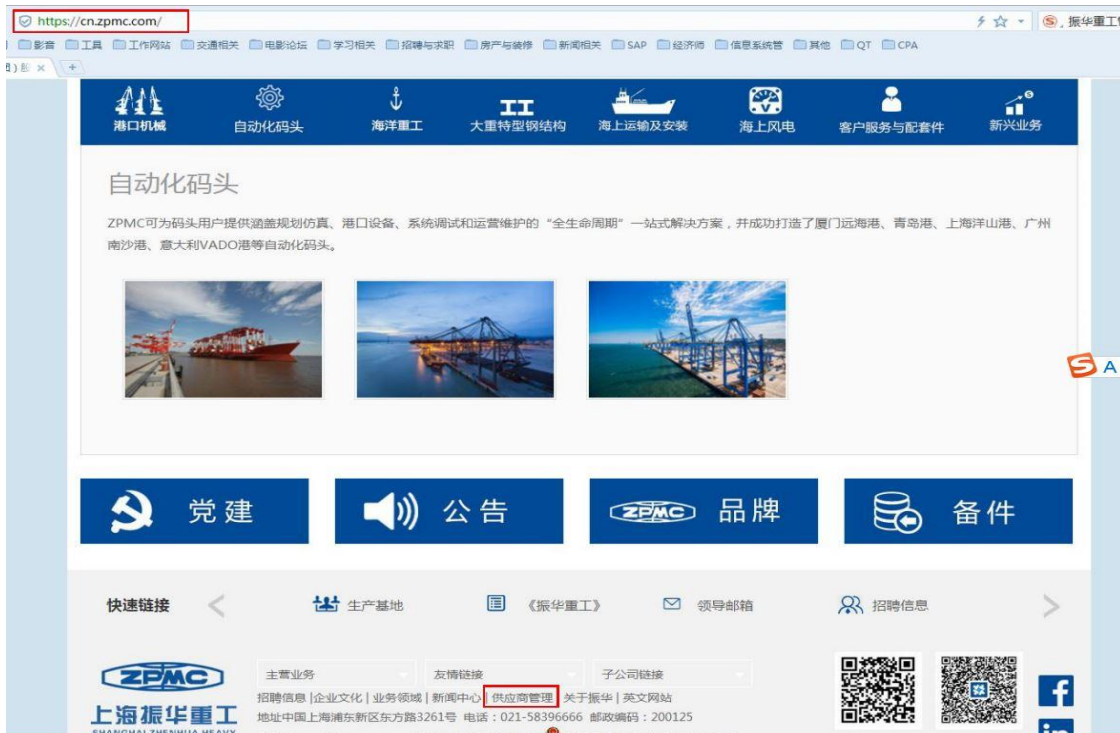 https://cn.zpmc.com/
振华重工
影音 工具 工作网站 交通相关 电影论坛 学习相关 招聘与求职 房产与装修 新闻相关 SAP 经济师 信息系统管 其他 QT CPA
港口机械 自动化码头 海洋重工 大重特型钢结构 海上运输及安装 海上风电 客户服务与配套件 新兴业务
自动化码头
ZPMC可为码头用户提供涵盖规划仿真、港口设备、系统调试和运营维护的“全生命周期”一站式解决方案，并成功打造了厦门远海港、青岛港、上海洋山港、广州
南沙港、意大利VADO港等自动化码头。
A
党建 公告 ZPMC 品牌 备件
快速链接 生产基地 《振华重工》 领导邮箱 招聘信息
ZPMC
主营业务 友情链接 子公司链接
招聘信息 | 企业文化 | 业务领域 | 新闻中心 | 供应商管理 关于振华 | 英文网站
上海振华重工
地址中国上海浦东新区东方路3261号 电话：021-58396666 邮政编码：200125
SHANGHAI ZHENHUA HEAVY
f
in